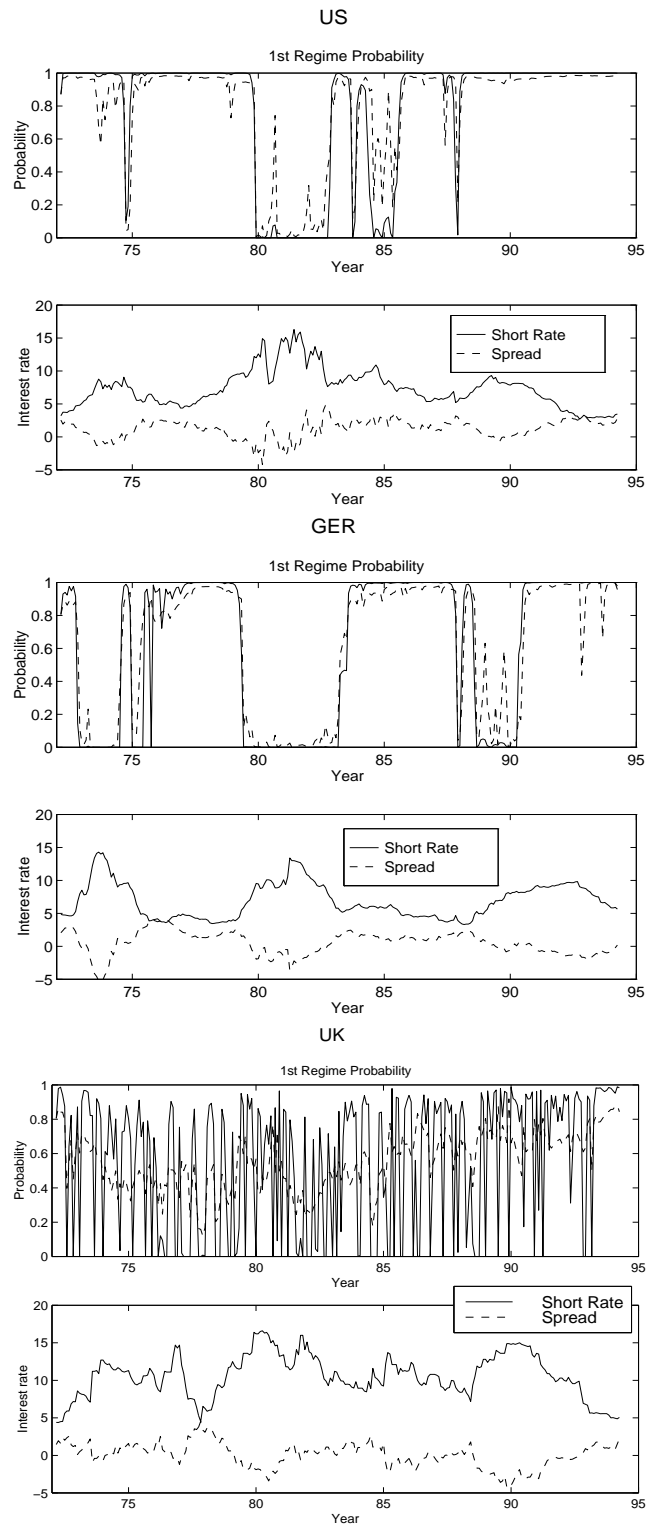 US
1st Regime Probability
1
0.8
0.6
0.4
0.2
0
Probability
75 80 85 90 95
Year
20
15
10
5
0
−5
Interest rate
Short Rate
Spread
75 80 85 90 95
Year
GER
1st Regime Probability
1
0.8
0.6
0.4
0.2
0
Probability
75 80 85 90 95
Year
20
15
10
5
0
−5
Interest rate
Short Rate
Spread
75 80 85 90 95
Year
UK
1st Regime Probability
1
0.8
0.6
0.4
0.2
0
Probability
75 80 85 90 95
Year
20
15
10
5
0
−5
Interest rate
Short Rate
Spread
75 80 85 90 95
Year